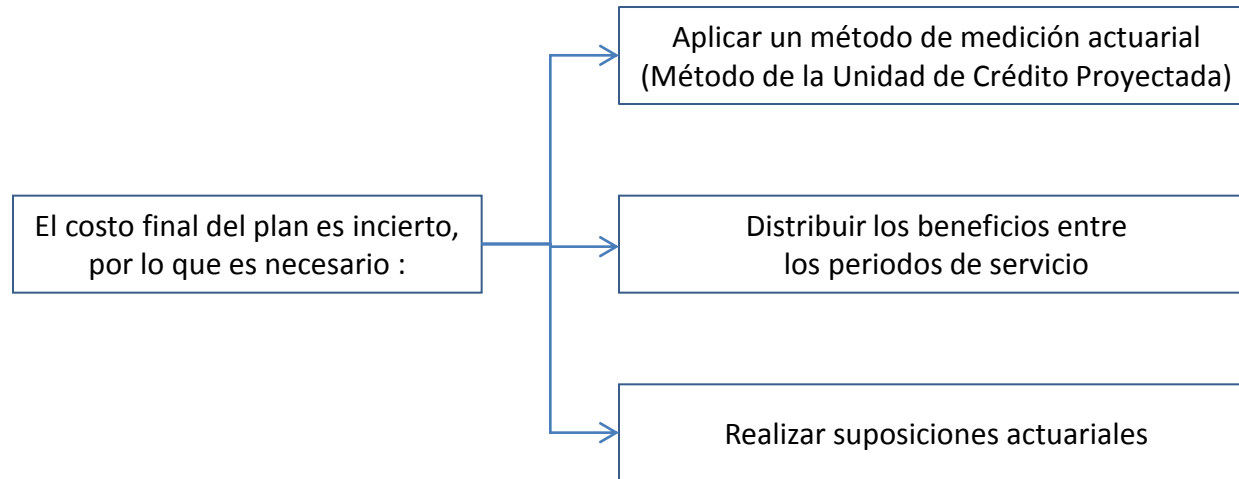 Aplicar un método de medición actuarial
(Método de la Unidad de Crédito Proyectada)
El costo final del plan es incierto,
por lo que es necesario :
Distribuir los beneficios entre
los periodos de servicio
Realizar suposiciones actuariales